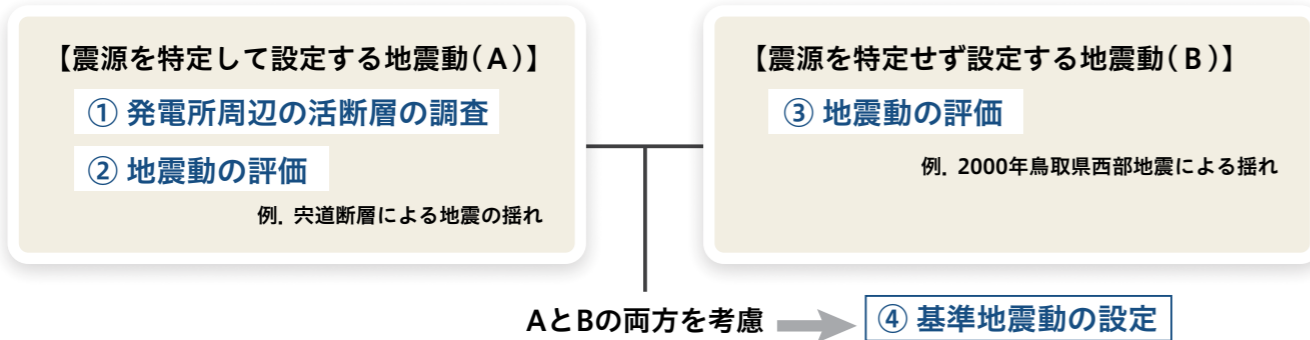 【震源を特定して設定する地震動(A)】
① 発電所周辺の活断層の調査
② 地震動の評価
例. 宍道断層による地震の揺れ
【震源を特定せず設定する地震動(B)】
③ 地震動の評価
例. 2000年鳥取県西部地震による揺れ
AとBの両方を考慮
④ 基準地震動の設定